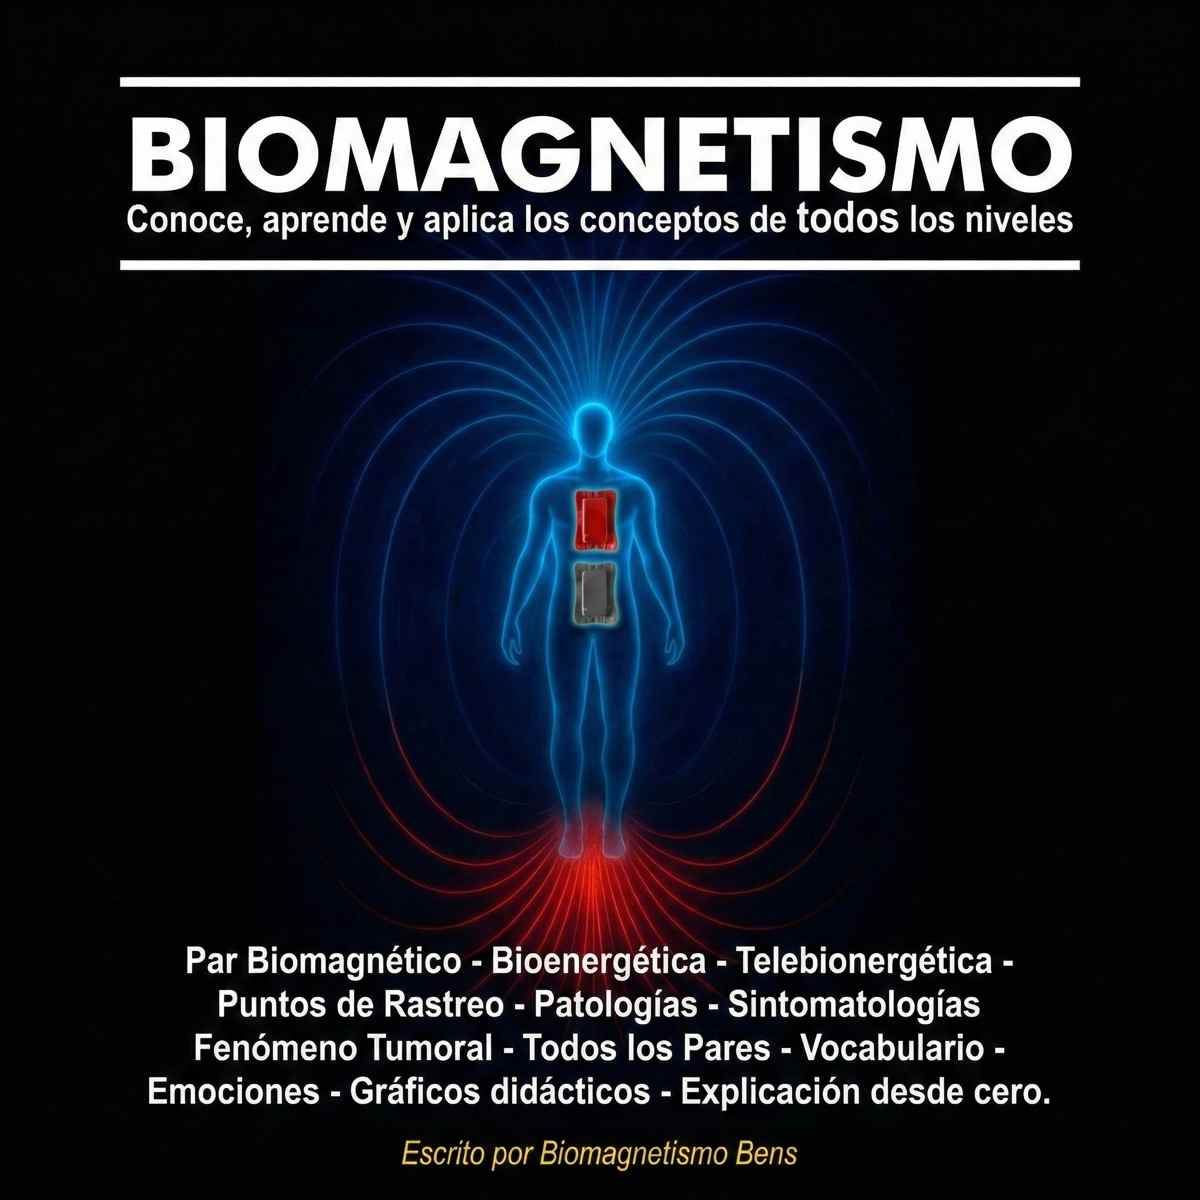 BIOMAGNETISMO
Conoce, aprende y aplica los conceptos de todos los niveles
Par Biomagnético - Bioenergética - Telebionergética -
Puntos de Rastreo - Patologías - Sintomatologías
Fenómeno Tumoral - Todos los Pares - Vocabulario -
Emociones - Gráficos didácticos - Explicación desde cero.
Escrito por Biomagnetismo Bens